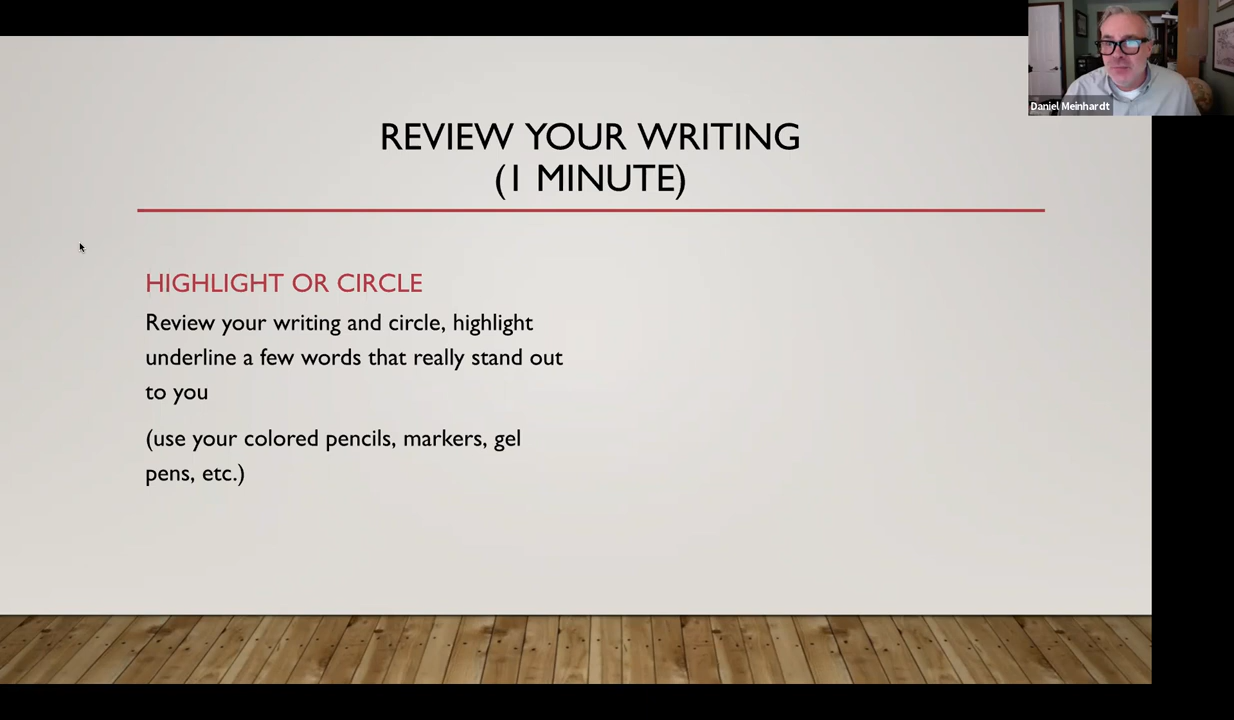 REVIEW YOUR WRITING
(1 MINUTE)
HIGHLIGHT OR CIRCLE
Review your writing and circle, highlight
underline a few words that really stand out
to you
(use your colored pencils, markers, gel
pens, etc.)
Daniel Meinhardt